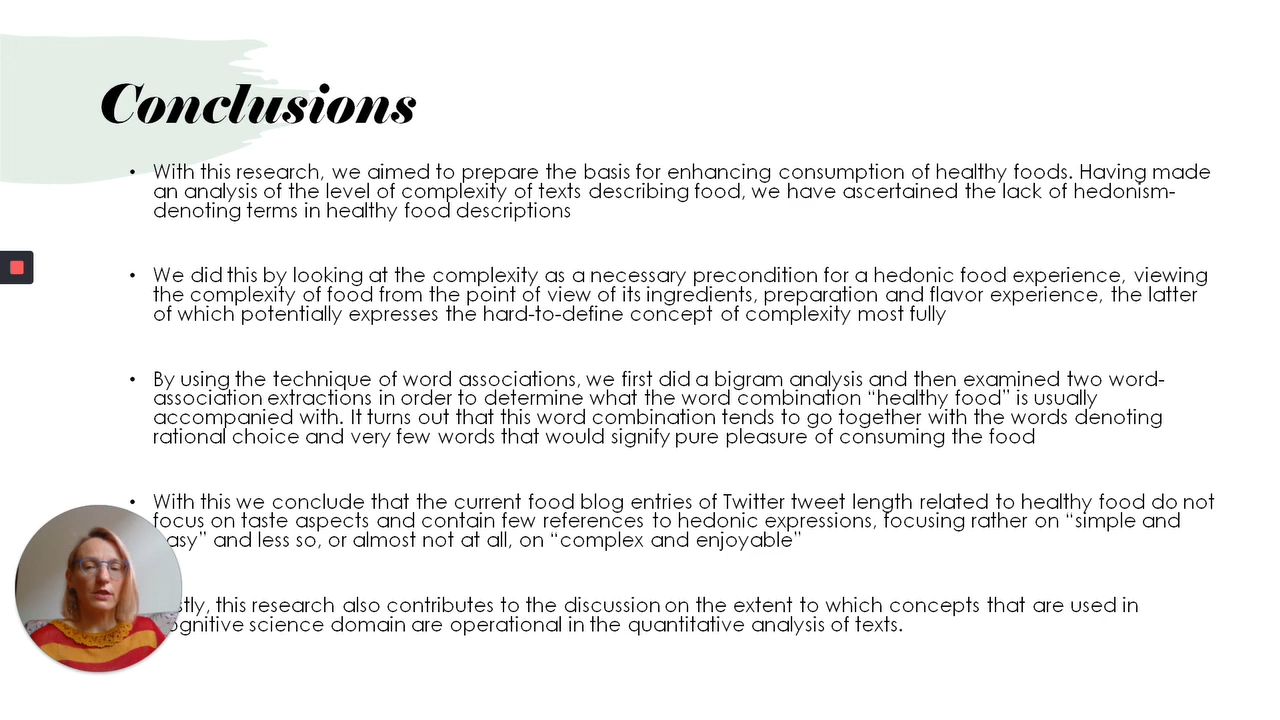 Conclusions
• With this research, we aimed to prepare the basis for enhancing consumption of healthy foods. Having made
an analysis of the level of complexity of texts describing food, we have ascertained the lack of hedonism-
denoting terms in healthy food descriptions
• We did this by looking at the complexity as a necessary precondition for a hedonic food experience, viewing
the complexity of food from the point of view of its ingredients, preparation and flavor experience, the latter
of which potentially expresses the hard-to-define concept of complexity most fully
• By using the technique of word associations, we first did a bigram analysis and then examined two word-
association extractions in order to determine what the word combination “healthy food” is usually
accompanied with. It turns out that this word combination tends to go together with the words denoting
rational choice and very few words that would signify pure pleasure of consuming the food
• With this we conclude that the current food blog entries of Twitter tweet length related to healthy food do not
focus on taste aspects and contain few references to hedonic expressions, focusing rather on “simple and
asy” and less so, or almost not at all, on “complex and enjoyable”
stly, this research also contributes to the discussion on the extent to which concepts that are used in
ognitive science domain are operational in the quantitative analysis of texts.